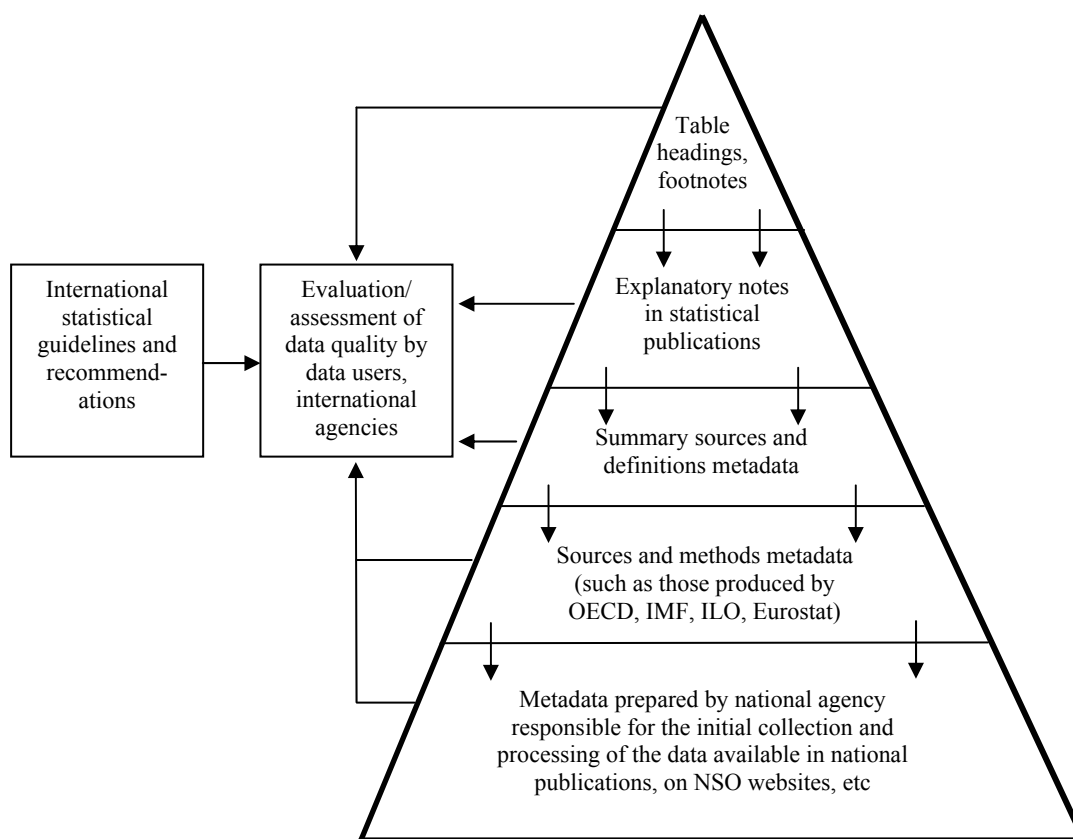 Table
headings,
footnotes
International
statistical
guidelines and
recommend-
ations
Evaluation/
assessment of
data quality by
data users,
international
agencies
Explanatory notes
in statistical
publications
Summary sources and
definitions metadata
Sources and methods metadata
(such as those produced by
OECD, IMF, ILO, Eurostat)
Metadata prepared by national agency
responsible for the initial collection and
processing of the data available in national
publications, on NSO websites, etc